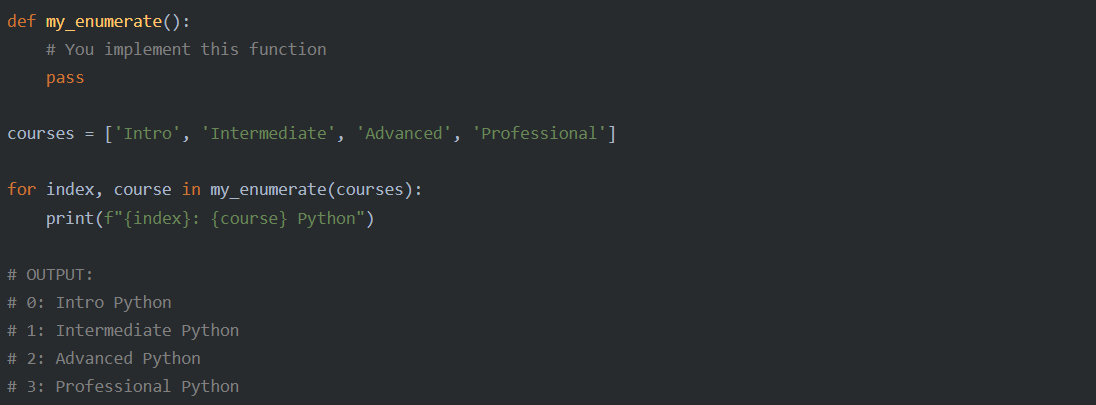 def my_enumerate():
    # You implement this function
    pass

courses = ['Intro', 'Intermediate', 'Advanced', 'Professional']

for index, course in my_enumerate(courses):
    print(f"{index}: {course} Python")

# OUTPUT:
# 0: Intro Python
# 1: Intermediate Python
# 2: Advanced Python
# 3: Professional Python